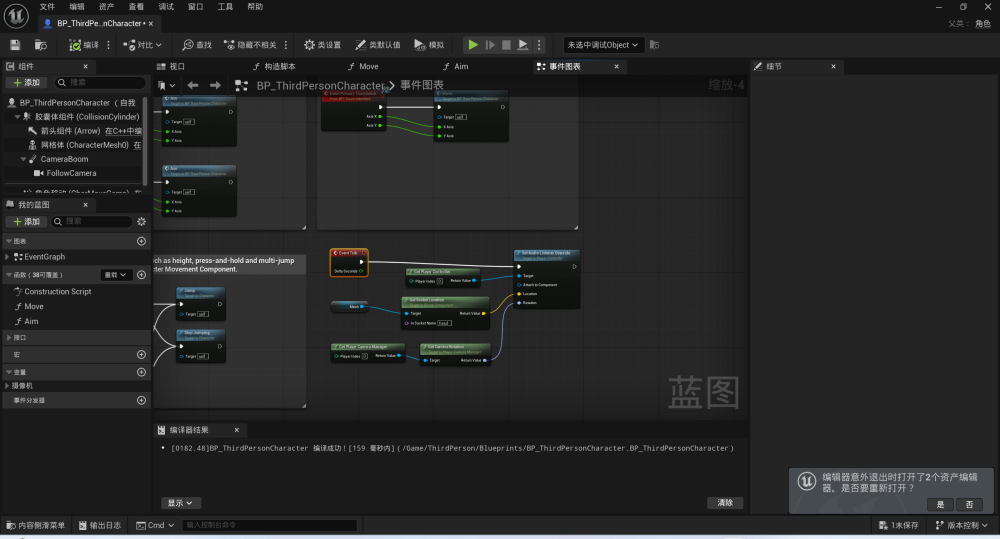 文件 编辑 资产 查看 调试 窗口 工具 帮助
BP_ThirdPe..nCharacter•
父类： 角色
编译 对比 查找 隐藏不相关 类设置 类默认值 模拟 未选中调试Object
组件
添加 搜索
BP_ThirdPersonCharacter （自我
胶囊体组件 (CollisionCylinder)
箭头组件 (Arrow) 在C++中编
网格体 (CharacterMesh0) 在
CameraBoom
FollowCamera
我的蓝图
添加 搜索
图表
EventGraph
函数（38可覆盖） 重载
Construction Script
Move
Aim
接口
宏
变量
摄像机
事件分发器
视口 构造脚本 Move Aim 事件图表
BP_ThirdPersonCharacter 事件图表 缩放-4
Aim
Target self
X Axis
Y Axis
Aim
Target self
X Axis
Y Axis
Axis X
Axis Y
Target self
X Axis
Y Axis
ch as height, press-and-hold and multi-jump
cter Movement Component.
Jump
Target self
Stop Jumping
Target self
Event Tick
Delta Seconds
Get Player Controller
Player Index 0 Return Value
Mesh
Get Socket Location
Target Return Value
In Socket Name head
Get Player Camera Manager
Player Index 0 Return Value
Get Camera Rotation
Target Return Value
Set Audio Listener Override
Target
Attach to Component
Location
Rotation
蓝图
编译器结果
[0182.48]BP_ThirdPersonCharacter 编译成功！[159 毫秒内]（/Game/ThirdPerson/Blueprints/BP_ThirdPersonCharacter.BP_ThirdPersonCharacter）
显示 清除
细节
编辑器意外退出时打开了2个资产编辑
器。是否要重新打开？
是 否
内容侧滑菜单 输出日志 Cmd 输入控制台命令 1未保存 版本控制